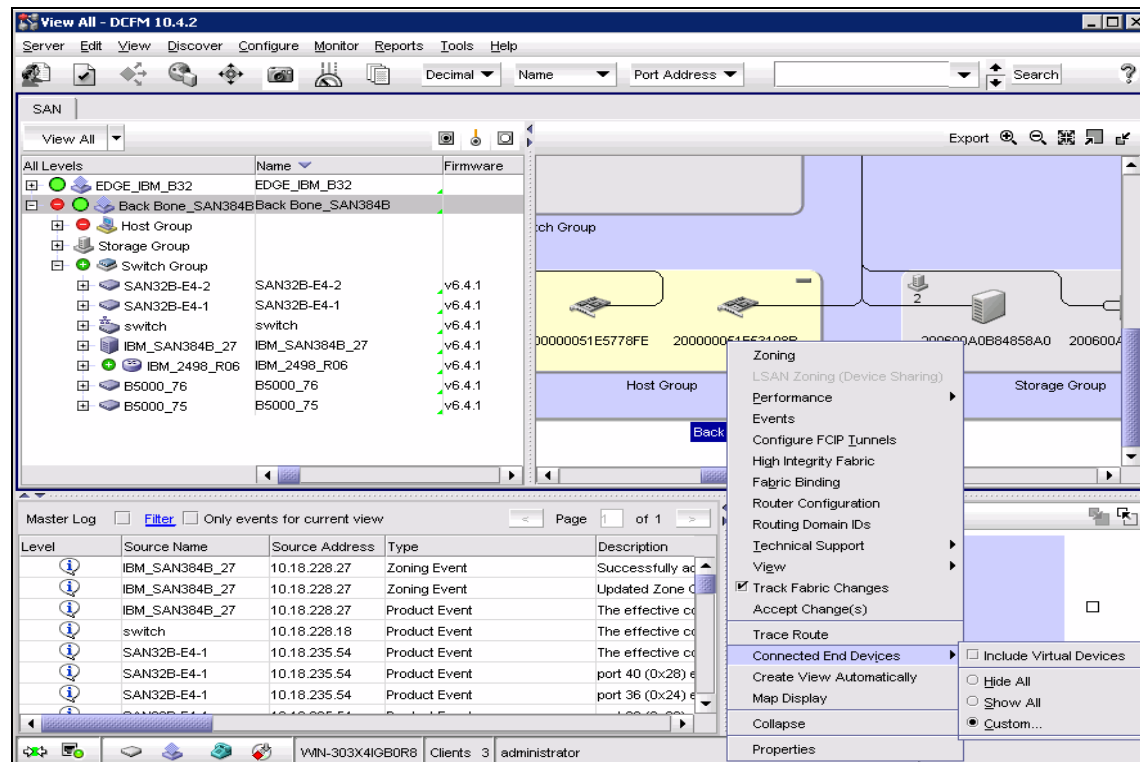 View All - DCFM 10.4.2
Server Edit View Discover Configure Monitor Reports Tools Help
Decimal Name Port Address Search ?
SAN
View All
Export
All Levels Name Firmware
EDGE_IBM_B32 EDGE_IBM_B32
Back Bone_SAN384B Back Bone_SAN384B
Host Group
Storage Group
Switch Group
SAN32B-E4-2 SAN32B-E4-2 v6.4.1
SAN32B-E4-1 SAN32B-E4-1 v6.4.1
switch switch v6.4.1
IBM_SAN384B_27 IBM_SAN384B_27 v6.4.1
IBM_2498_R06 IBM_2498_R06 v6.4.1
B5000_76 B5000_76 v6.4.1
B5000_75 B5000_75 v6.4.1
ch Group
2
00000051E5778FE
200600A0B84858A0 200600A
Host Group Storage Group
Back
Zoning
LSAN Zoning (Device Sharing)
Performance
Events
Configure FCIP Tunnels
High Integrity Fabric
Fabric Binding
Router Configuration
Routing Domain IDs
Technical Support
View
Track Fabric Changes
Accept Change(s)
Trace Route
Connected End Devices
Create View Automatically
Map Display
Collapse
Properties
Include Virtual Devices
Hide All
Show All
Custom...
Master Log Filter Only events for current view < Page 1 of 1 >
Level Source Name Source Address Type Description
IBM_SAN384B_27 10.18.228.27 Zoning Event Successfully ac
IBM_SAN384B_27 10.18.228.27 Zoning Event Updated Zone C
IBM_SAN384B_27 10.18.228.27 Product Event The effective co
switch 10.18.228.18 Product Event The effective co
SAN32B-E4-1 10.18.235.54 Product Event The effective co
SAN32B-E4-1 10.18.235.54 Product Event port 40 (0x28) e
SAN32B-E4-1 10.18.235.54 Product Event port 36 (0x24) e
WIN-303X4IGB0R8 Clients 3 administrator